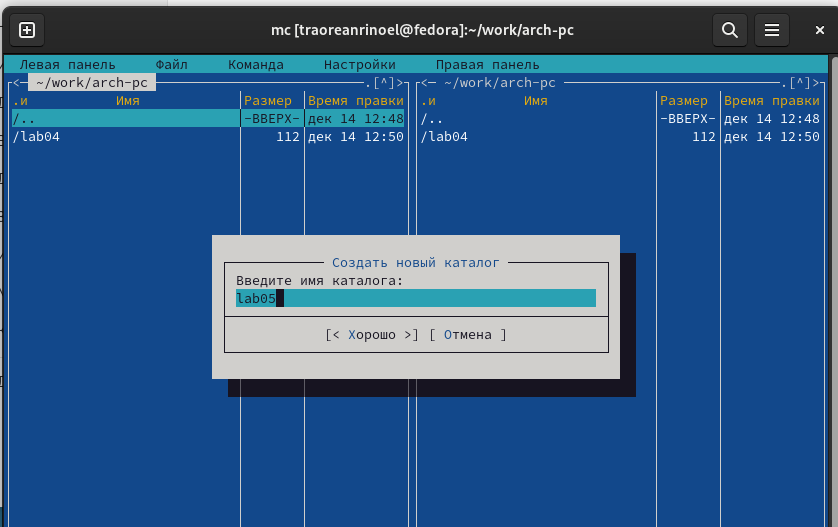 mc [traoreanrinoel@fedora]:~/work/arch-pc
Левая панель Файл Команда Настройки Правая панель
<─ ~/work/arch-pc .[^]> <─ ~/work/arch-pc .[^]>
.и Имя Размер Время правки .и Имя Размер Время правки
/.. -ВВЕРХ- дек 14 12:48 /.. -ВВЕРХ- дек 14 12:48
/lab04 112 дек 14 12:50 /lab04 112 дек 14 12:50
Создать новый каталог
Введите имя каталога:
lab05
[< Хорошо >] [ Отмена ]